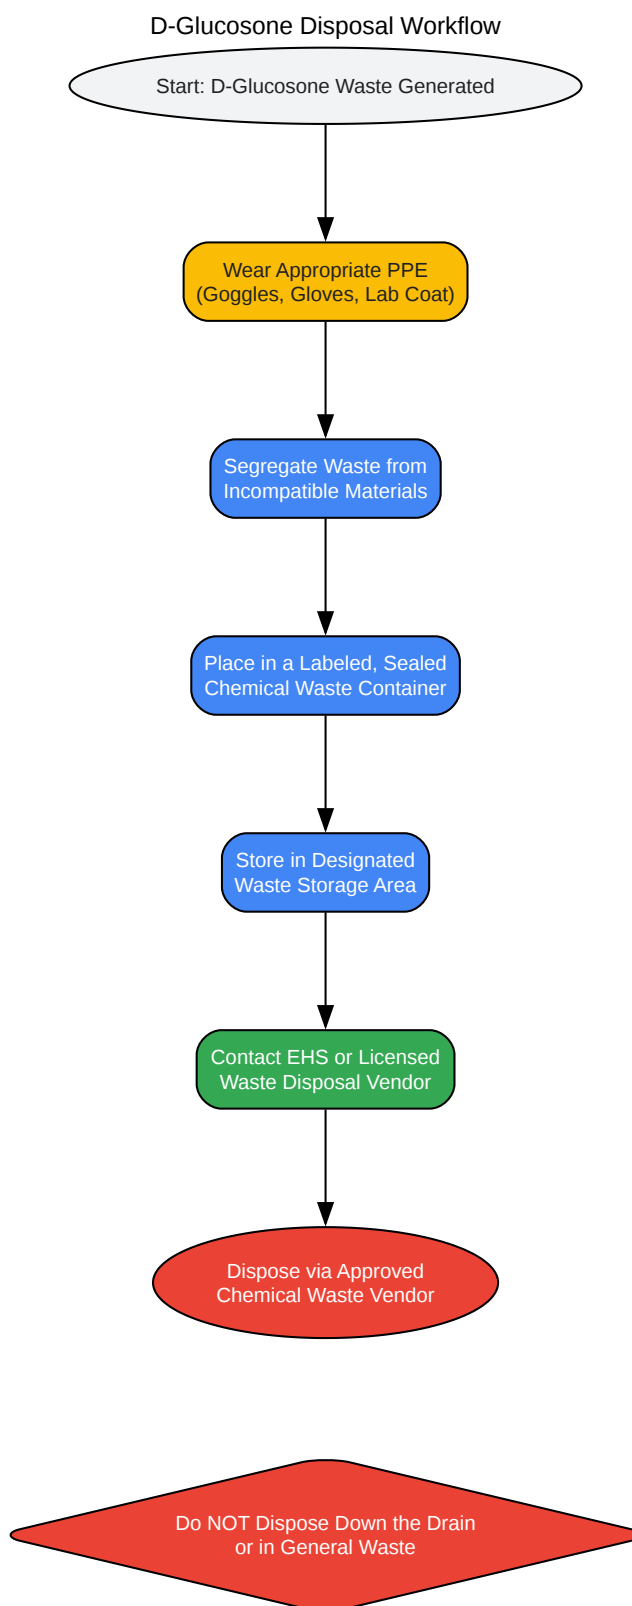 D-Glucosone Disposal Workflow
Start: D-Glucosone Waste Generated
Wear Appropriate PPE
(Goggles, Gloves, Lab Coat)
Segregate Waste from
Incompatible Materials
Place in a Labeled, Sealed
Chemical Waste Container
Store in Designated
Waste Storage Area
Contact EHS or Licensed
Waste Disposal Vendor
Dispose via Approved
Chemical Waste Vendor
Do NOT Dispose Down the Drain
or in General Waste